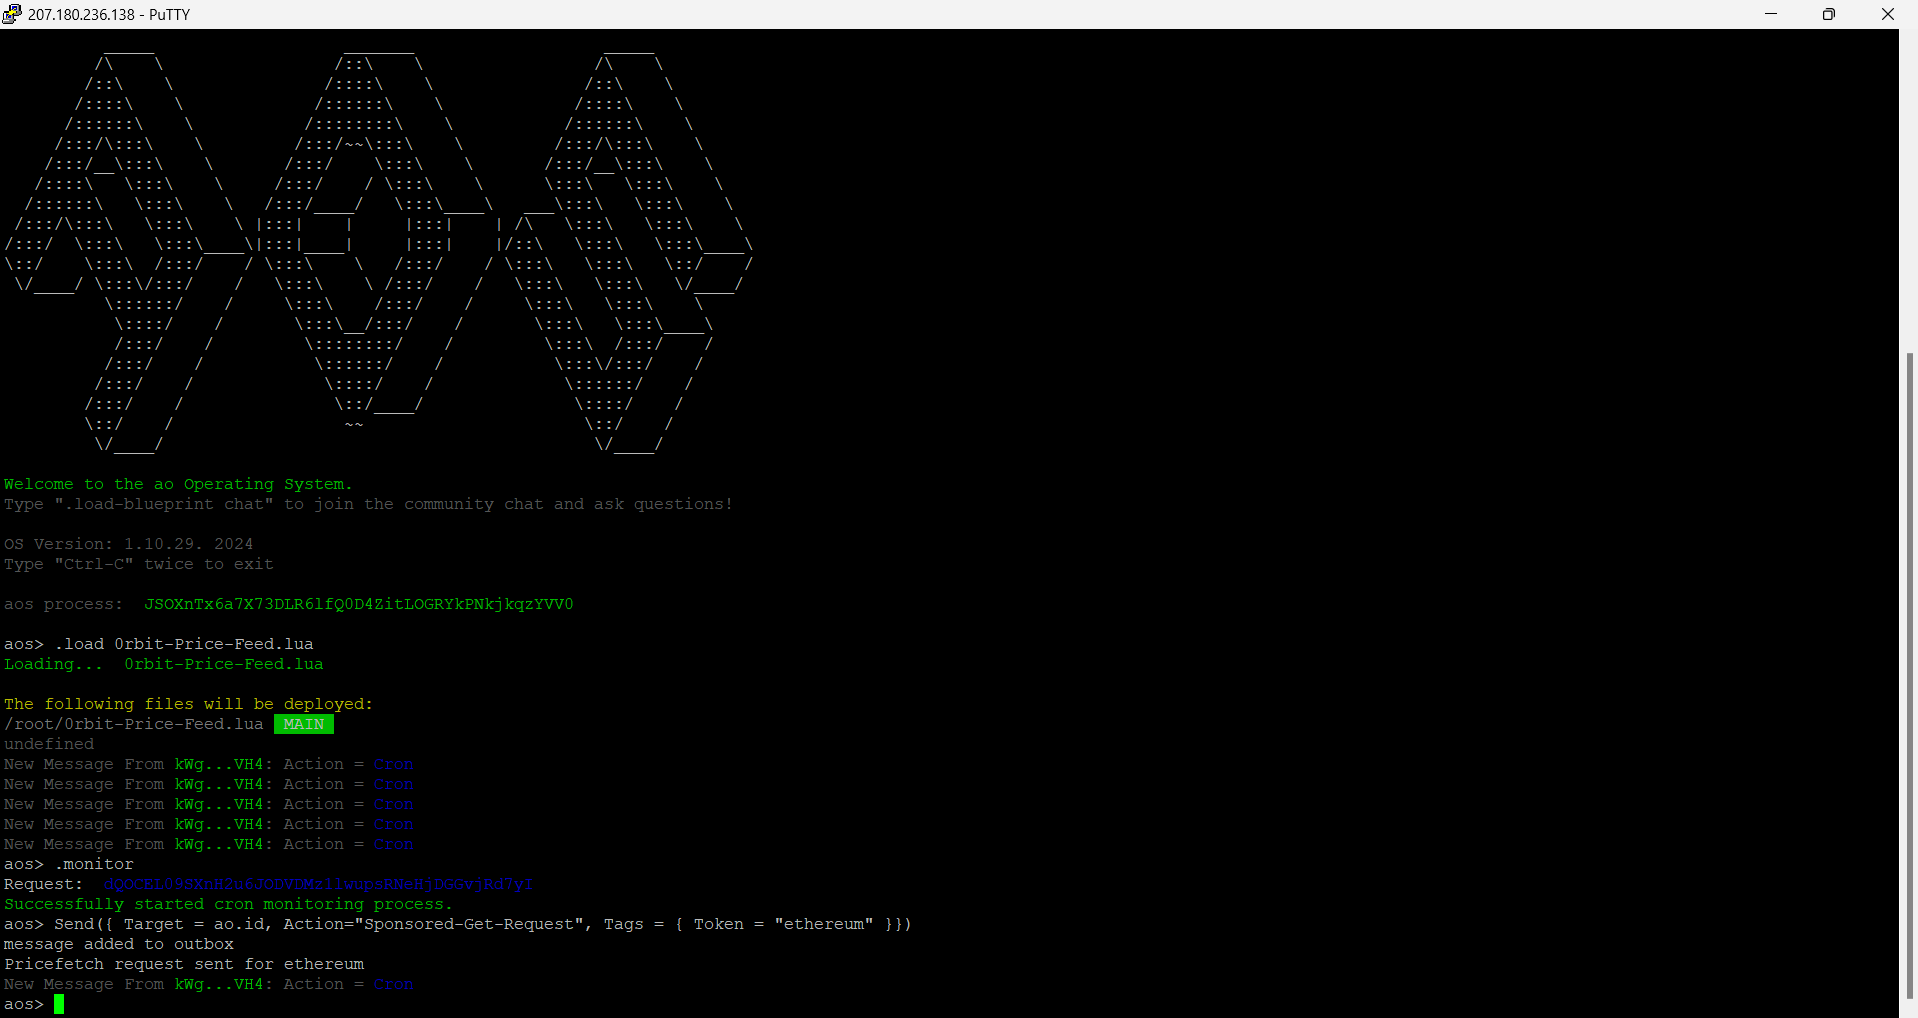 207.180.236.138 - PuTTY
Welcome to the ao Operating System.
Type ".load-blueprint chat" to join the community chat and ask questions!
OS Version: 1.10.29. 2024
Type "Ctrl-C" twice to exit
aos process:  JSOXnTx6a7X73DLR6lfQ0D4ZitLOGRYkPNkjkqzYVV0
aos> .load 0rbit-Price-Feed.lua
Loading...  0rbit-Price-Feed.lua
The following files will be deployed:
/root/0rbit-Price-Feed.lua  MAIN
undefined
New Message From kWg...VH4: Action = Cron
New Message From kWg...VH4: Action = Cron
New Message From kWg...VH4: Action = Cron
New Message From kWg...VH4: Action = Cron
New Message From kWg...VH4: Action = Cron
aos> .monitor
Request:
Successfully started cron monitoring process.
aos> Send({ Target = ao.id, Action="Sponsored-Get-Request", Tags = { Token = "ethereum" }})
message added to outbox
Pricefetch request sent for ethereum
New Message From kWg...VH4: Action = Cron
aos>